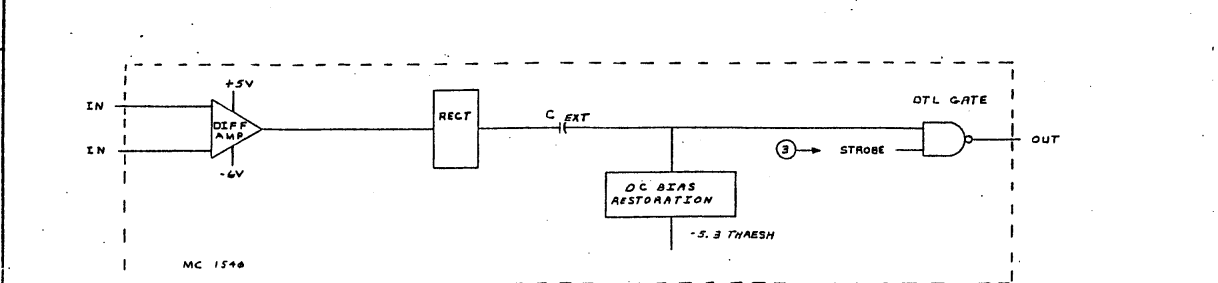 +5V
IN
DIFF
AMP
IN
-6V
RECT
C EXT
DTL GATE
3
STROBE
OUT
DC BIAS
RESTORATION
-5.3 THRESH
MC 1540